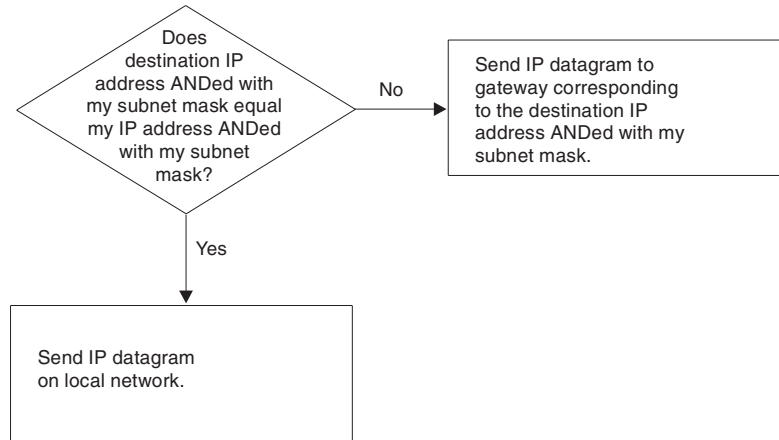 Does
destination IP
address ANDed with
my subnet mask equal
my IP address ANDed
with my subnet
mask?
No
Send IP datagram to
gateway corresponding
to the destination IP
address ANDed with my
subnet mask.
Yes
Send IP datagram
on local network.